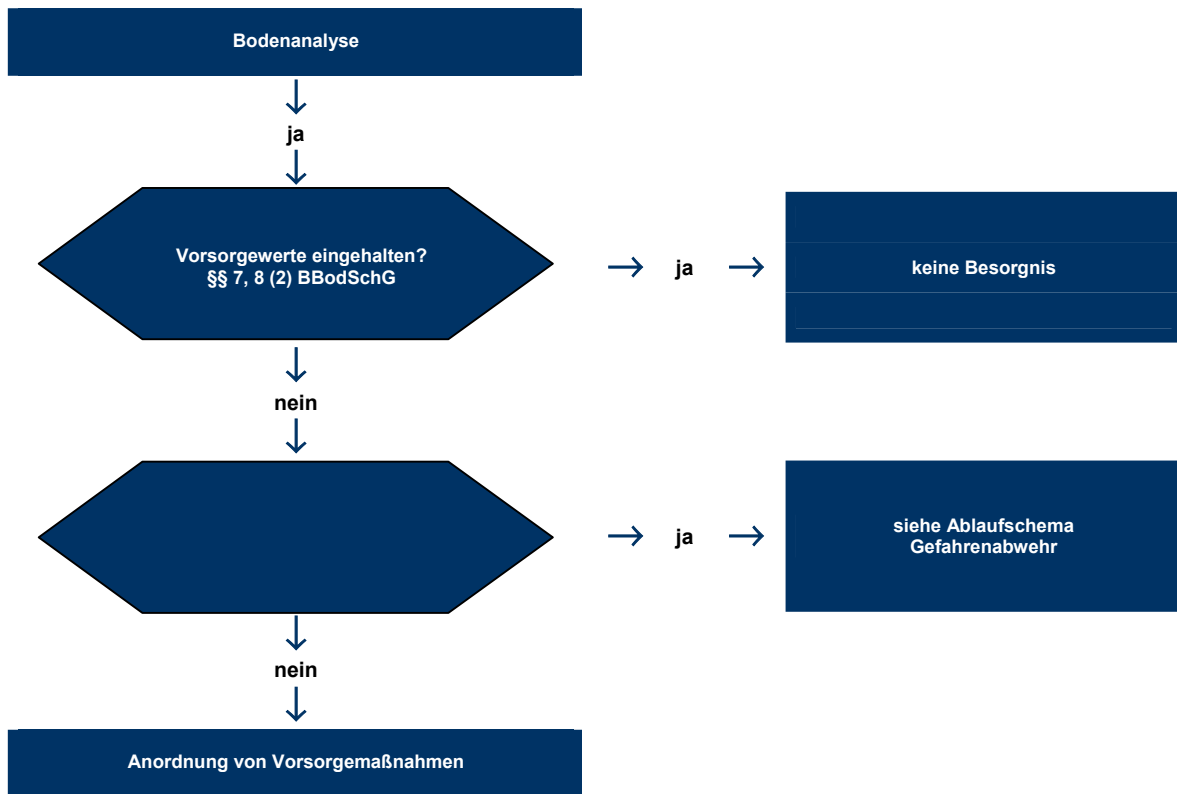 Bodenanalyse
ja
Vorsorgewerte eingehalten?
§§ 7, 8 (2) BBodSchG
ja
keine Besorgnis
nein
ja
siehe Ablaufschema
Gefahrenabwehr
nein
Anordnung von Vorsorgemaßnahmen